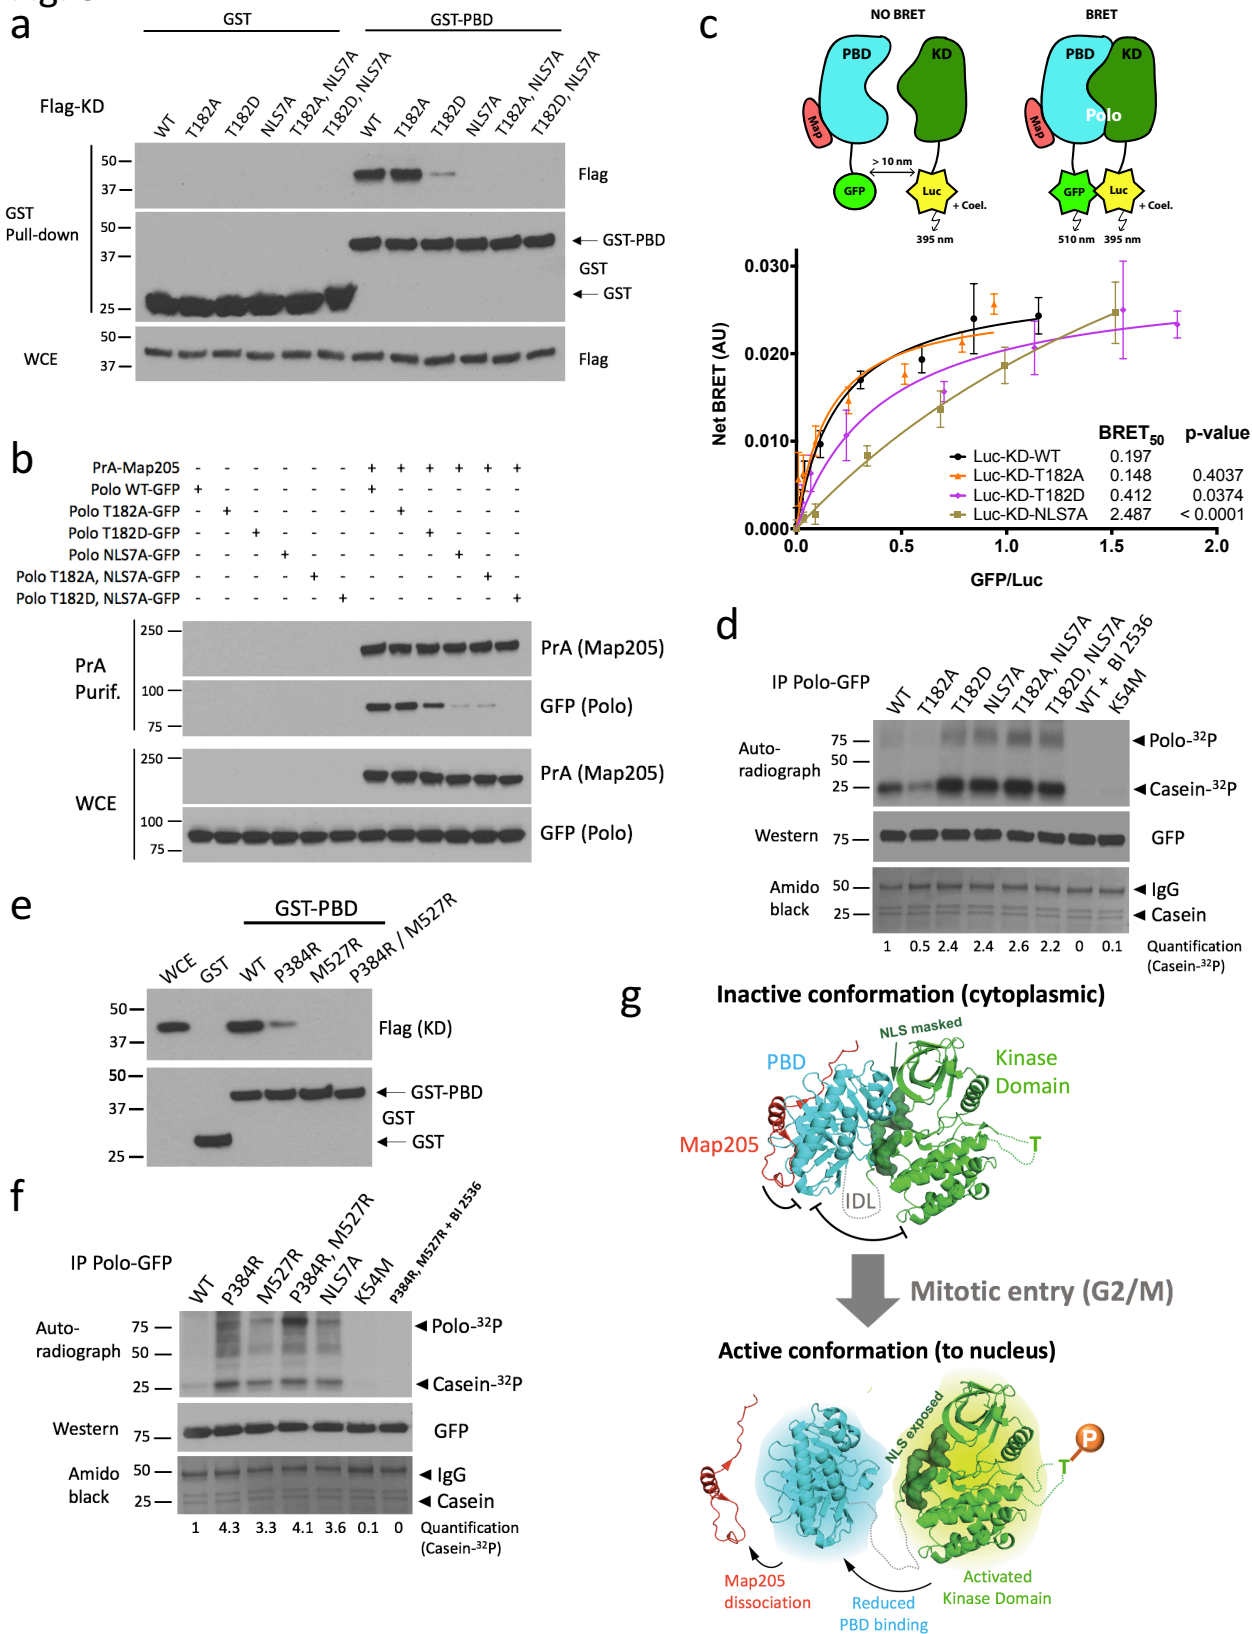 a
GST
GST-PBD
Flag-KD
WT
T182A
T182D
NLS7A
T182A, NLS7A
T182D, NLS7A
WT
T182A
T182D
NLS7A
T182A, NLS7A
T182D, NLS7A
GST
Pull-down
50
37
Flag
50
37
25
GST-PBD
GST
GST
WCE
50
37
Flag
b
PrA-Map205 - - - - - - + + + + + +
Polo WT-GFP + - - - - - + - - - - -
Polo T182A-GFP - + - - - - - + - - - -
Polo T182D-GFP - - + - - - - - + - - -
Polo NLS7A-GFP - - - + - - - - - + - -
Polo T182A, NLS7A-GFP - - - - + - - - - - + -
Polo T182D, NLS7A-GFP - - - - - + - - - - - +
PrA
Purif.
250
PrA (Map205)
100
75
GFP (Polo)
WCE
250
PrA (Map205)
100
75
GFP (Polo)
c
NO BRET
BRET
PBD
KD
Map
GFP
> 10 nm
Luc
+ Coel.
395 nm
PBD
KD
Polo
Map
GFP
Luc
+ Coel.
510 nm
395 nm
Net BRET (AU)
0.030
0.020
0.010
0.000
0.0
0.5
1.0
1.5
2.0
GFP/Luc
BRET50 p-value
Luc-KD-WT 0.197
Luc-KD-T182A 0.148 0.4037
Luc-KD-T182D 0.412 0.0374
Luc-KD-NLS7A 2.487 < 0.0001
d
IP Polo-GFP
WT
T182A
T182D
NLS7A
T182A, NLS7A
T182D, NLS7A
WT + BI 2536
K54M
Auto-
radiograph
75
50
25
Polo-32P
Casein-32P
Western
75
GFP
Amido
black
50
25
IgG
Casein
1 0.5 2.4 2.4 2.6 2.2 0 0.1 Quantification
(Casein-32P)
e
GST-PBD
WCE
GST
WT
P384R
M527R
P384R / M527R
50
37
Flag (KD)
50
37
25
GST-PBD
GST
GST
f
IP Polo-GFP
WT
P384R
M527R
P384R, M527R
NLS7A
K54M
P384R, M527R + BI 2536
Auto-
radiograph
75
50
25
Polo-32P
Casein-32P
Western
75
GFP
Amido
black
50
25
IgG
Casein
1 4.3 3.3 4.1 3.6 0.1 0 Quantification
(Casein-32P)
g
Inactive conformation (cytoplasmic)
NLS masked
PBD
Kinase
Domain
Map205
T
IDL
Mitotic entry (G2/M)
Active conformation (to nucleus)
NLS exposed
P
T
Map205
dissociation
Reduced
PBD binding
Activated
Kinase Domain